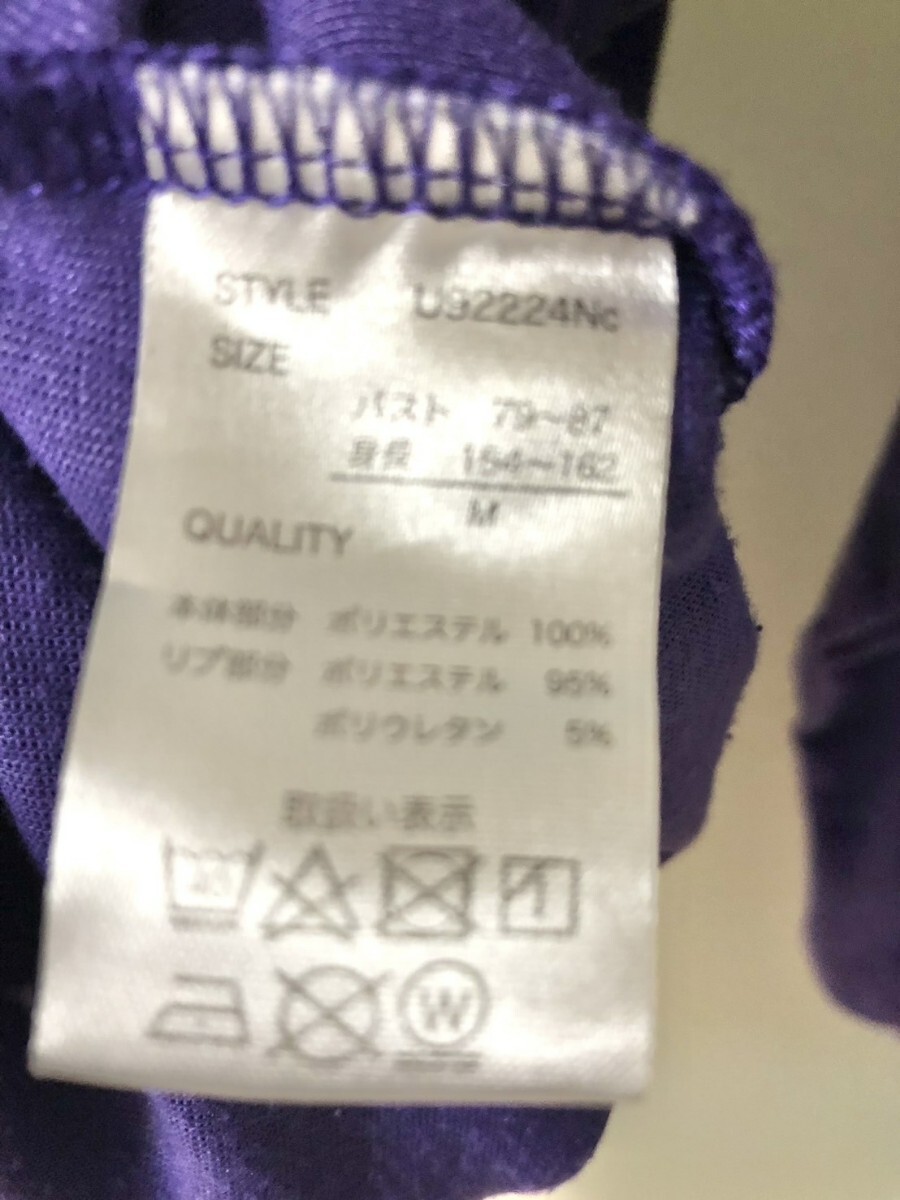 STYLE U92224Nc
SIZE
バスト 79〜87
身長 154〜162
M
QUALITY
本体部分 ポリエステル 100%
リブ部分 ポリエステル 95%
ポリウレタン 5%
取扱い表示
40
W